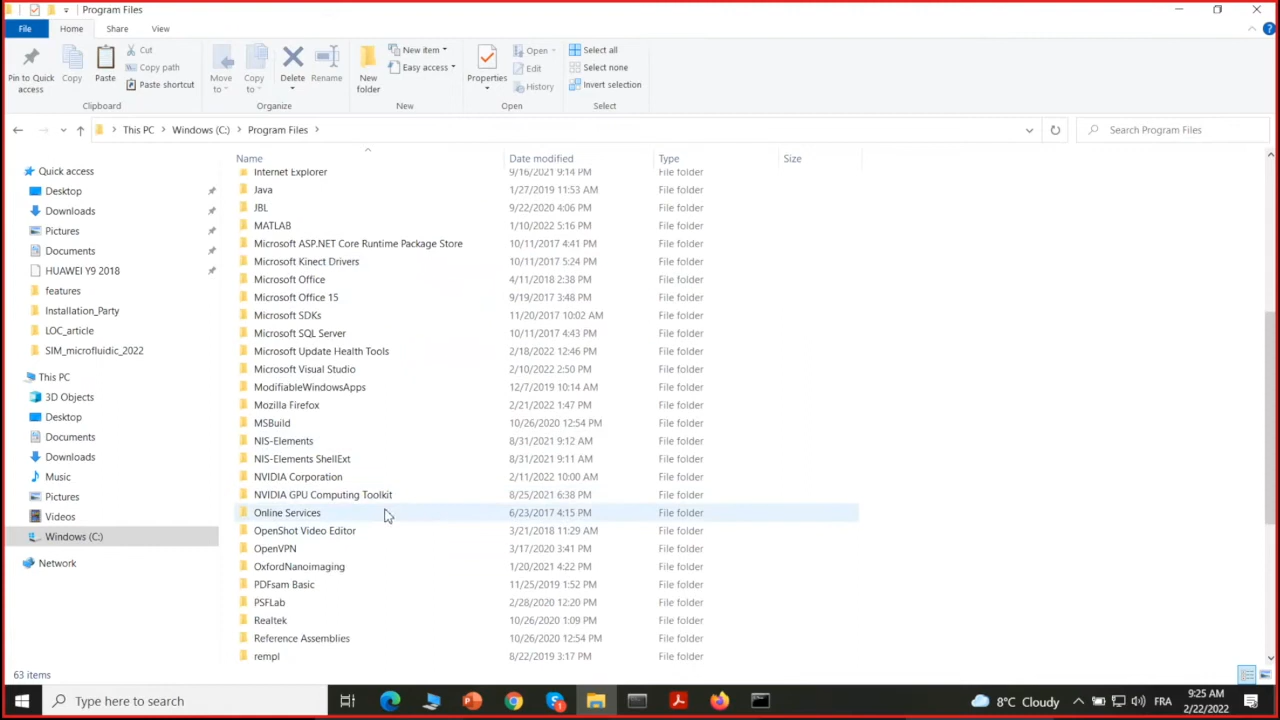 Program Files
File
Home
Share
View
Pin to Quick access
Copy
Paste
Cut
Copy path
Paste shortcut
Clipboard
Move to
Copy to
Delete
Rename
Organize
New folder
New item
Easy access
New
Properties
Open
Edit
History
Open
Select all
Select none
Invert selection
Select
This PC > Windows (C:) > Program Files >
Search Program Files
Name Date modified Type Size
Quick access
Desktop
Downloads
Pictures
Documents
HUAWEI Y9 2018
features
Installation_Party
LOC_article
SIM_microfluidic_2022
This PC
3D Objects
Desktop
Documents
Downloads
Music
Pictures
Videos
Windows (C:)
Network
Internet Explorer 9/16/2021 9:14 PM File folder
Java 1/27/2019 11:53 AM File folder
JBL 9/22/2020 4:06 PM File folder
MATLAB 1/10/2022 5:16 PM File folder
Microsoft ASP.NET Core Runtime Package Store 10/11/2017 4:41 PM File folder
Microsoft Kinect Drivers 10/11/2017 5:24 PM File folder
Microsoft Office 4/11/2018 2:38 PM File folder
Microsoft Office 15 9/19/2017 3:48 PM File folder
Microsoft SDKs 11/20/2017 10:02 AM File folder
Microsoft SQL Server 10/11/2017 4:43 PM File folder
Microsoft Update Health Tools 2/18/2022 12:46 PM File folder
Microsoft Visual Studio 2/10/2022 2:50 PM File folder
ModifiableWindowsApps 12/7/2019 10:14 AM File folder
Mozilla Firefox 2/21/2022 1:47 PM File folder
MSBuild 10/26/2020 12:54 PM File folder
NIS-Elements 8/31/2021 9:12 AM File folder
NIS-Elements ShellExt 8/31/2021 9:11 AM File folder
NVIDIA Corporation 2/11/2022 10:00 AM File folder
NVIDIA GPU Computing Toolkit 8/25/2021 6:38 PM File folder
Online Services 6/23/2017 4:15 PM File folder
OpenShot Video Editor 3/21/2018 11:29 AM File folder
OpenVPN 3/17/2020 3:41 PM File folder
OxfordNanoimaging 1/20/2021 4:22 PM File folder
PDFsam Basic 11/25/2019 1:52 PM File folder
PSFLab 2/28/2020 12:20 PM File folder
Realtek 10/26/2020 1:09 PM File folder
Reference Assemblies 10/26/2020 12:54 PM File folder
rempl 8/22/2019 3:17 PM File folder
63 items
Type here to search
8°C Cloudy
FRA
9:25 AM
2/22/2022